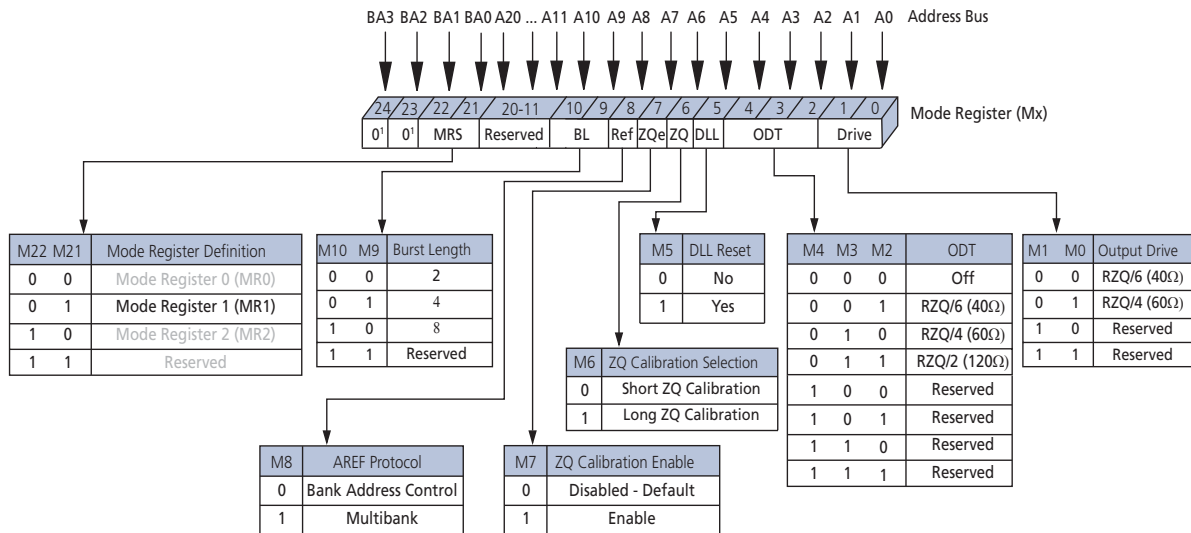 BA3 BA2 BA1 BA0 A20 ... A11 A10 A9 A8 A7 A6 A5 A4 A3 A2 A1 A0 Address Bus
24 23 22 21 20-11 10 9 8 7 6 5 4 3 2 1 0 Mode Register (Mx)
0¹ 0¹ MRS Reserved BL Ref ZQe ZQ DLL ODT Drive
M22 M21 Mode Register Definition
0 0 Mode Register 0 (MR0)
0 1 Mode Register 1 (MR1)
1 0 Mode Register 2 (MR2)
1 1 Reserved
M10 M9 Burst Length
0 0 2
0 1 4
1 0 8
1 1 Reserved
M5 DLL Reset
0 No
1 Yes
M4 M3 M2 ODT
0 0 0 Off
0 0 1 RZQ/6 (40Ω)
0 1 0 RZQ/4 (60Ω)
0 1 1 RZQ/2 (120Ω)
1 0 0 Reserved
1 0 1 Reserved
1 1 0 Reserved
1 1 1 Reserved
M1 M0 Output Drive
0 0 RZQ/6 (40Ω)
0 1 RZQ/4 (60Ω)
1 0 Reserved
1 1 Reserved
M6 ZQ Calibration Selection
0 Short ZQ Calibration
1 Long ZQ Calibration
M8 AREF Protocol
0 Bank Address Control
1 Multibank
M7 ZQ Calibration Enable
0 Disabled - Default
1 Enable